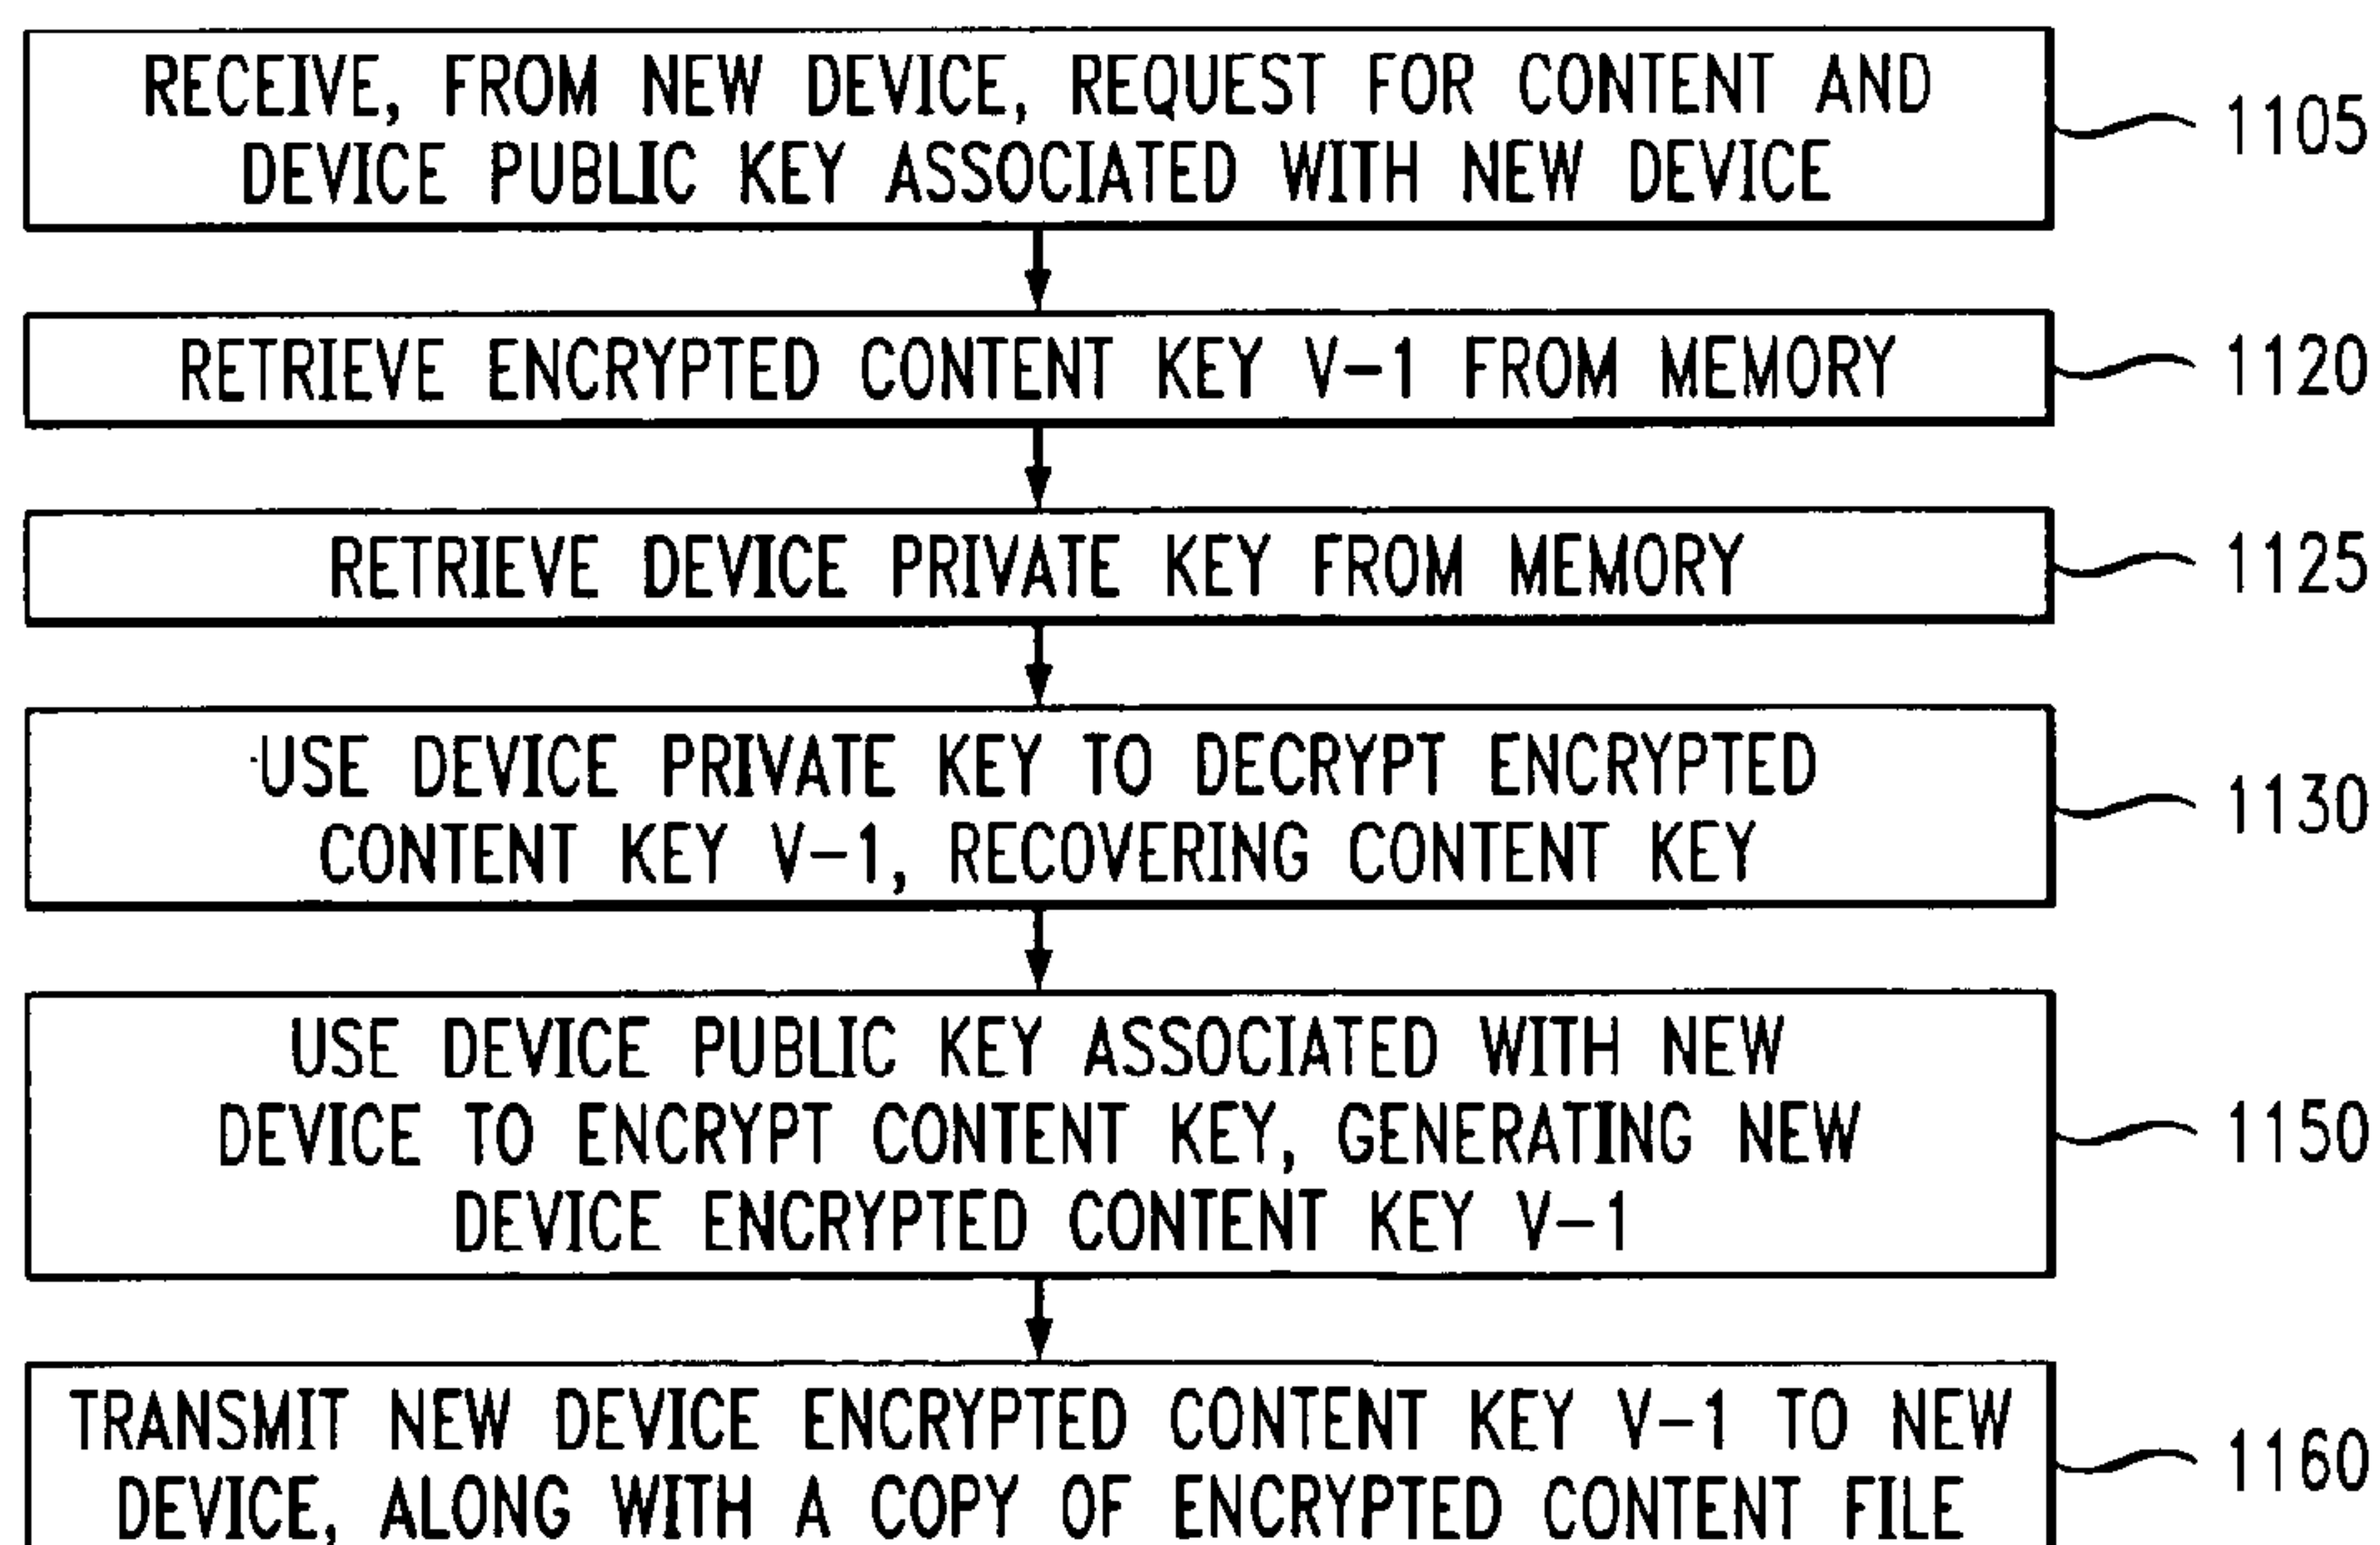 RECEIVE, FROM NEW DEVICE, REQUEST FOR CONTENT AND
DEVICE PUBLIC KEY ASSOCIATED WITH NEW DEVICE
1105
RETRIEVE ENCRYPTED CONTENT KEY V-1 FROM MEMORY
1120
RETRIEVE DEVICE PRIVATE KEY FROM MEMORY
1125
USE DEVICE PRIVATE KEY TO DECRYPT ENCRYPTED
CONTENT KEY V-1, RECOVERING CONTENT KEY
1130
USE DEVICE PUBLIC KEY ASSOCIATED WITH NEW
DEVICE TO ENCRYPT CONTENT KEY, GENERATING NEW
DEVICE ENCRYPTED CONTENT KEY V-1
1150
TRANSMIT NEW DEVICE ENCRYPTED CONTENT KEY V-1 TO NEW
DEVICE, ALONG WITH A COPY OF ENCRYPTED CONTENT FILE
1160